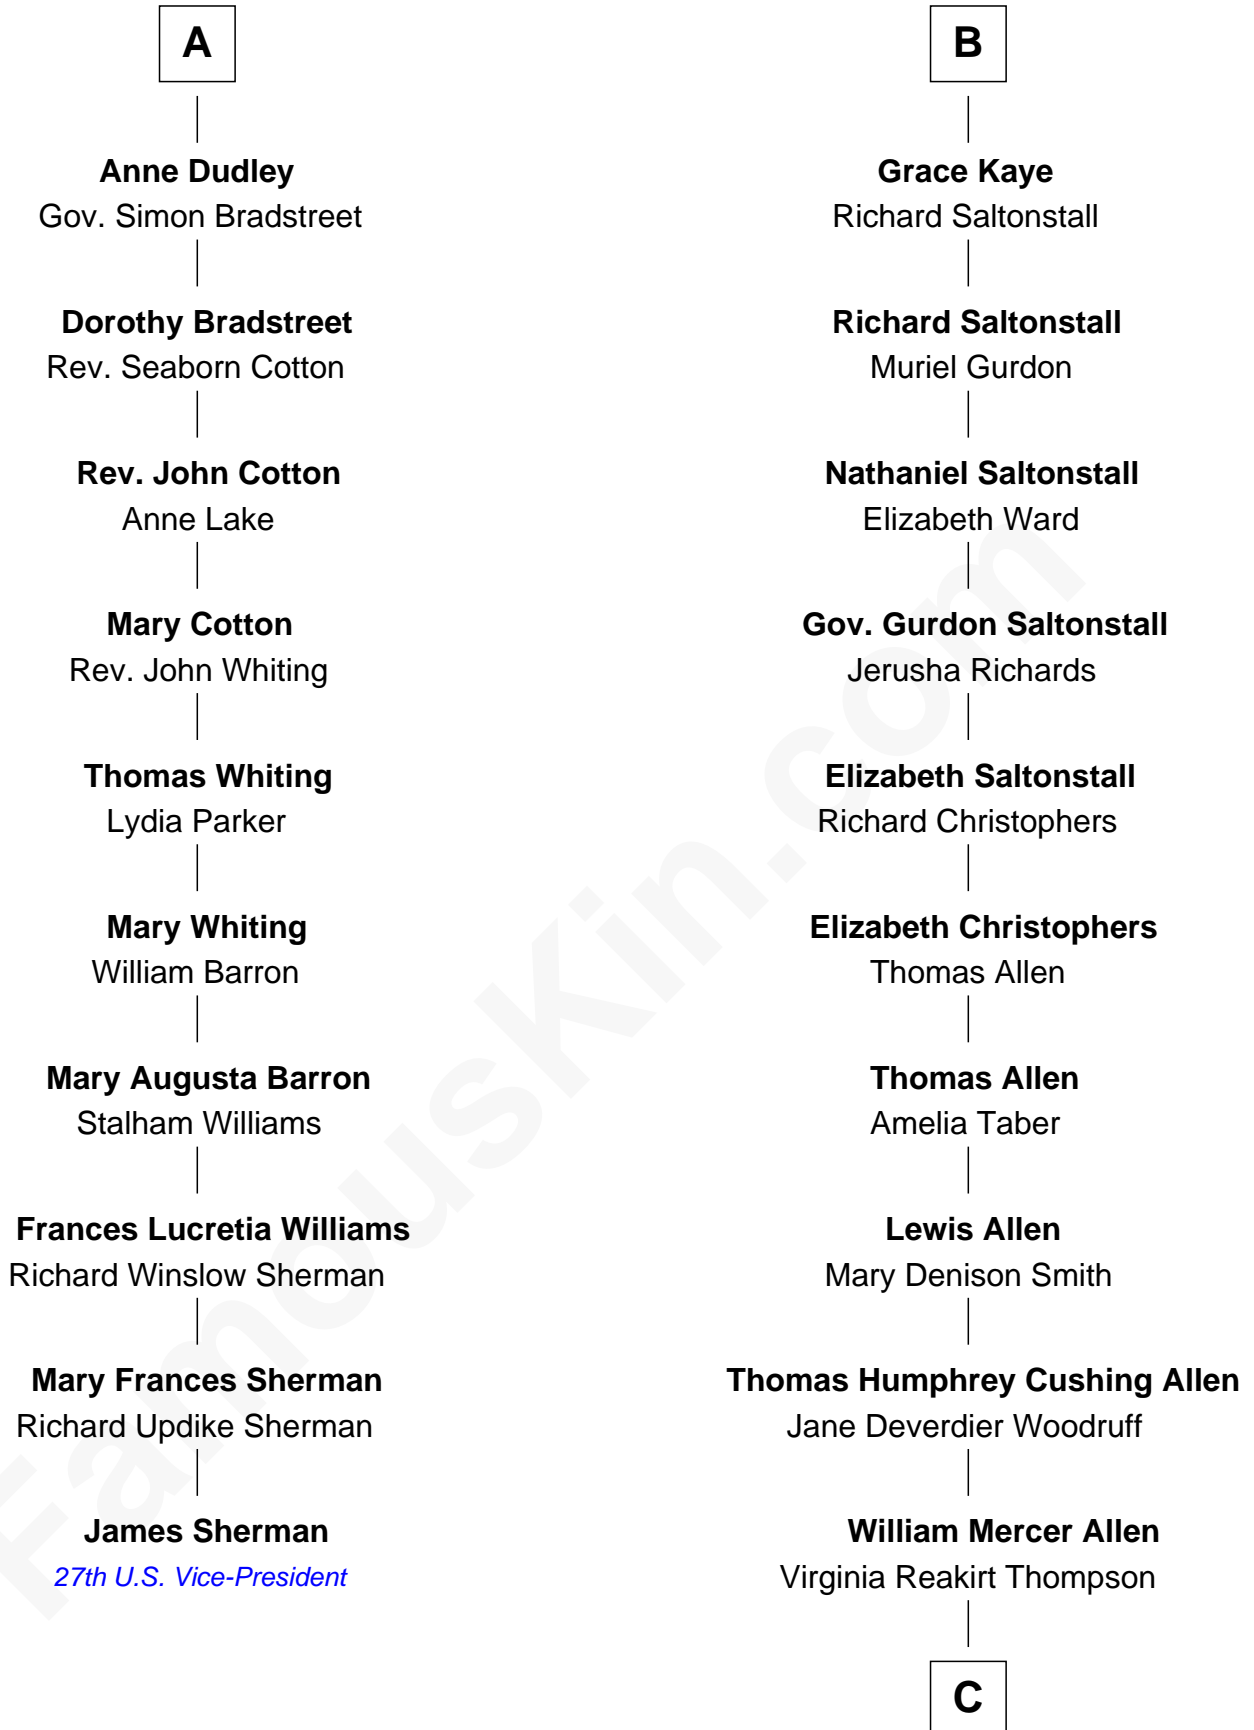 A
Anne Dudley
Gov. Simon Bradstreet
Dorothy Bradstreet
Rev. Seaborn Cotton
Rev. John Cotton
Anne Lake
Mary Cotton
Rev. John Whiting
Thomas Whiting
Lydia Parker
Mary Whiting
William Barron
Mary Augusta Barron
Stalham Williams
Frances Lucretia Williams
Richard Winslow Sherman
Mary Frances Sherman
Richard Updike Sherman
James Sherman
27th U.S. Vice-President
B
Grace Kaye
Richard Saltonstall
Richard Saltonstall
Muriel Gurdon
Nathaniel Saltonstall
Elizabeth Ward
Gov. Gurdon Saltonstall
Jerusha Richards
Elizabeth Saltonstall
Richard Christophers
Elizabeth Christophers
Thomas Allen
Thomas Allen
Amelia Taber
Lewis Allen
Mary Denison Smith
Thomas Humphrey Cushing Allen
Jane Deverdier Woodruff
William Mercer Allen
Virginia Reakirt Thompson
C
FamousKin.com